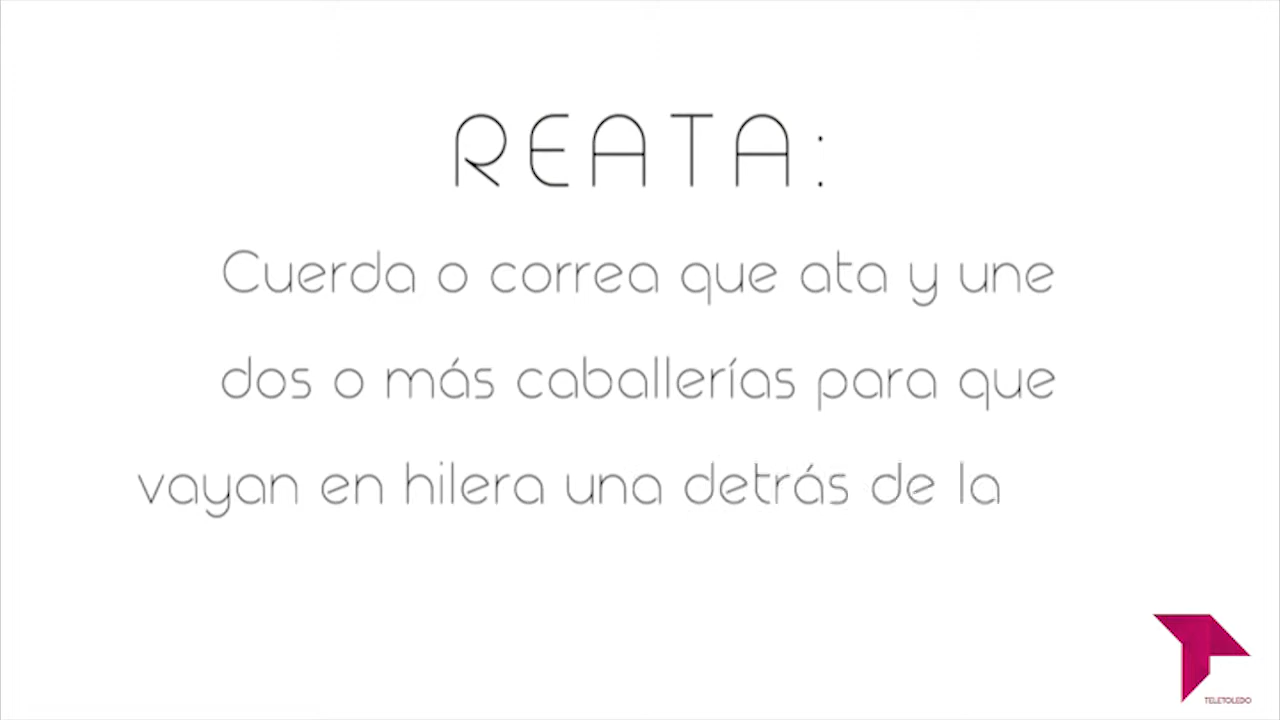 REATA:
Cuerda o correa que ata y une
dos o más caballerías para que
vayan en hilera una detrás de la
TELETOLEDO